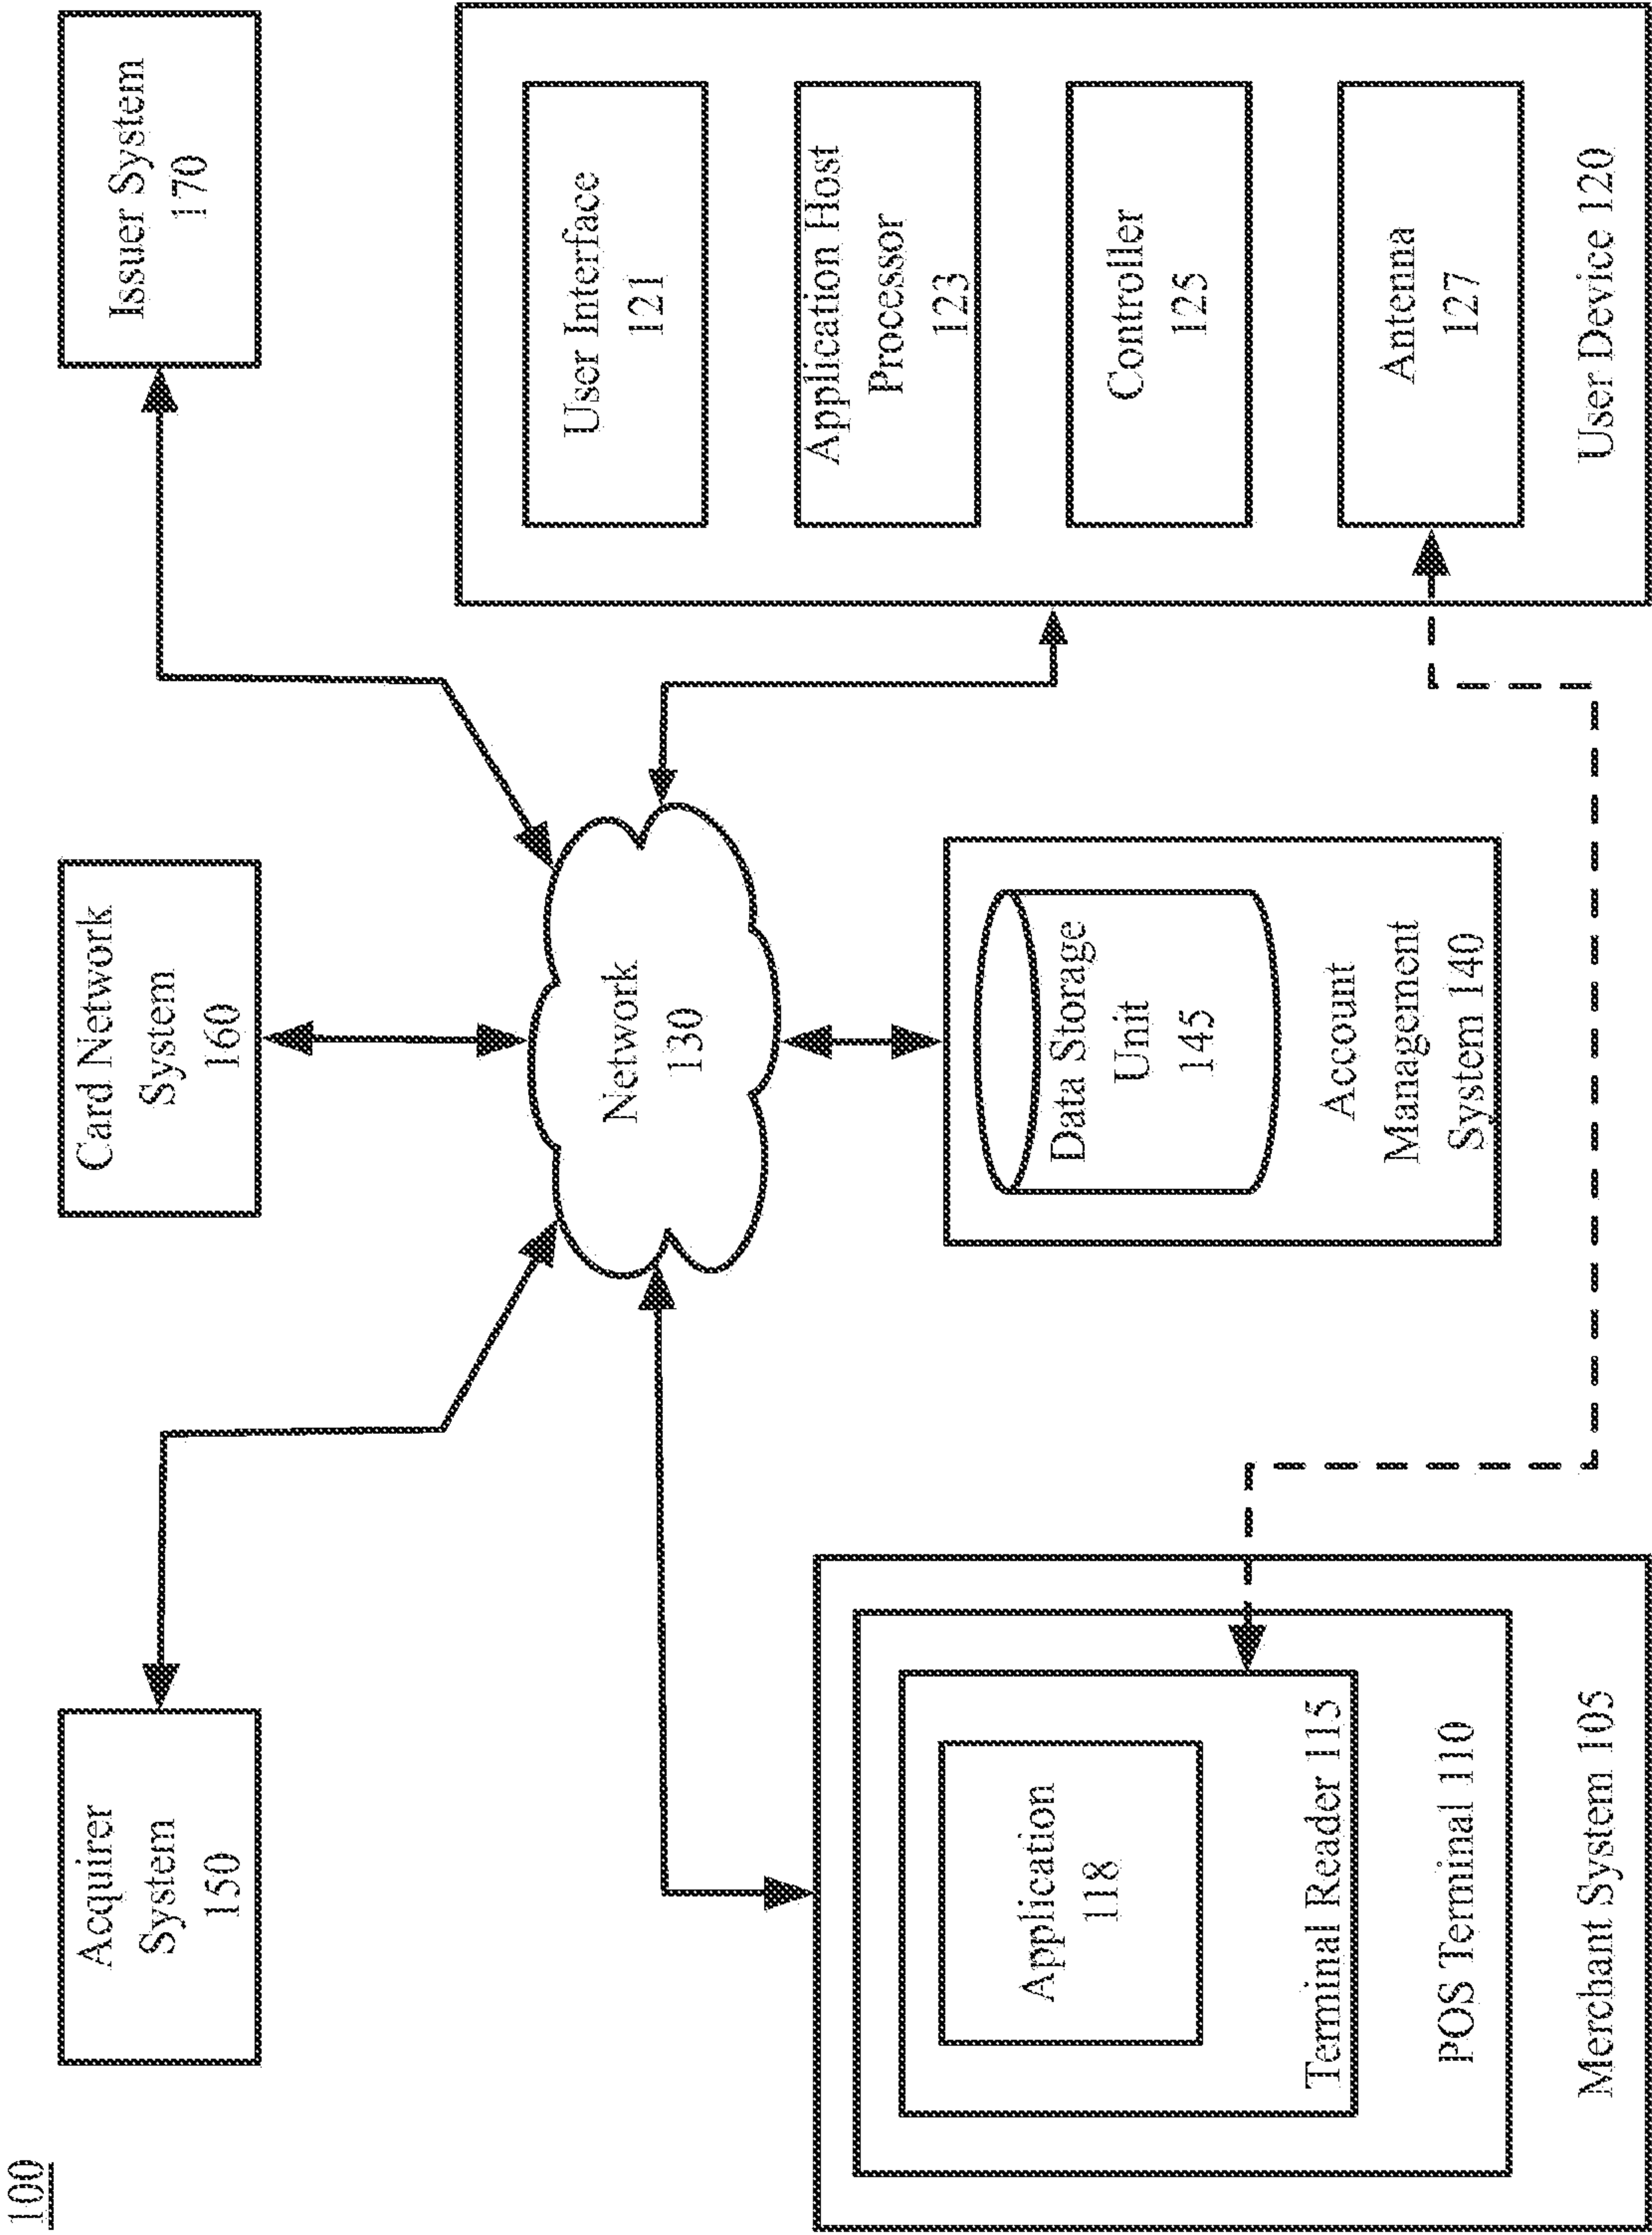 100
Acquirer
System
150
Card Network
System
160
Issuer System
170
Network
130
Application
118
Terminal Reader 115
POS Terminal 110
Merchant System 105
Data Storage
Unit
145
Account
Management
System 140
User Interface
121
Application Host
Processor
123
Controller
125
Antenna
127
User Device 120